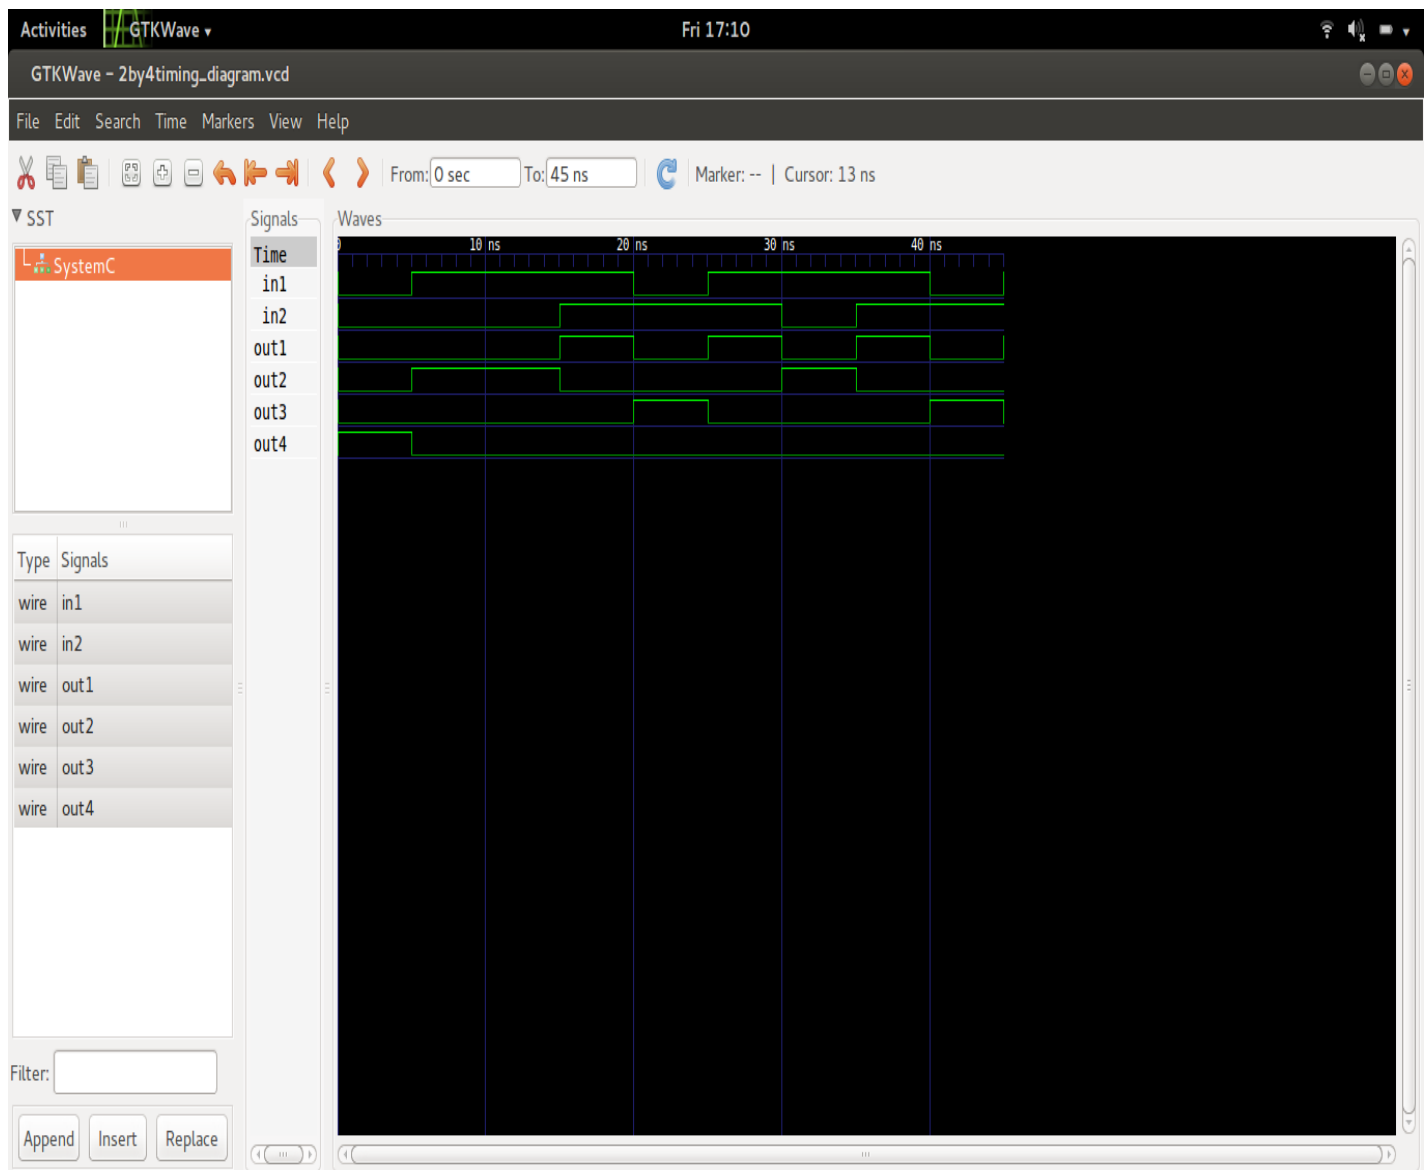 Activities GTKWave ▾ Fri 17:10
GTKWave - 2by4timing_diagram.vcd
File Edit Search Time Markers View Help
From: 0 sec To: 45 ns Marker: -- | Cursor: 13 ns
SST
SystemC
Type Signals
wire in1
wire in2
wire out1
wire out2
wire out3
wire out4
Filter:
Append Insert Replace
Signals
Time
in1
in2
out1
out2
out3
out4
Waves
0 10 ns 20 ns 30 ns 40 ns